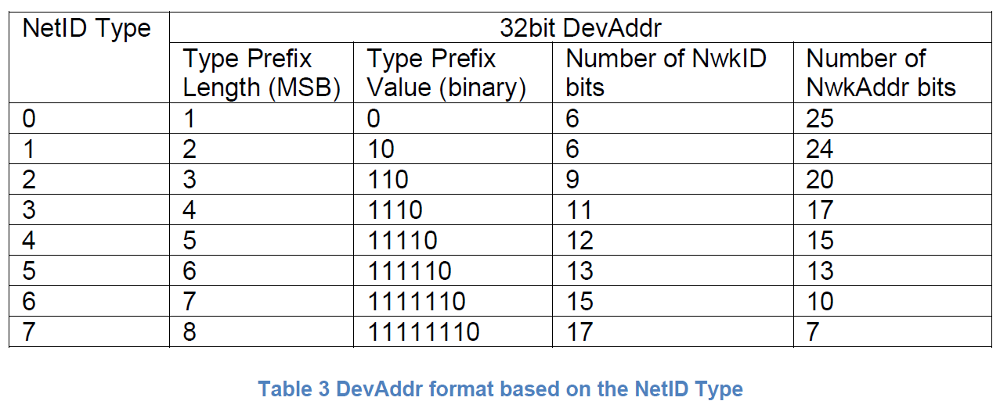 NetID Type 32bit DevAddr
Type Prefix Length (MSB) Type Prefix Value (binary) Number of NwkID bits Number of NwkAddr bits
0 1 0 6 25
1 2 10 6 24
2 3 110 9 20
3 4 1110 11 17
4 5 11110 12 15
5 6 111110 13 13
6 7 1111110 15 10
7 8 11111110 17 7
Table 3 DevAddr format based on the NetID Type